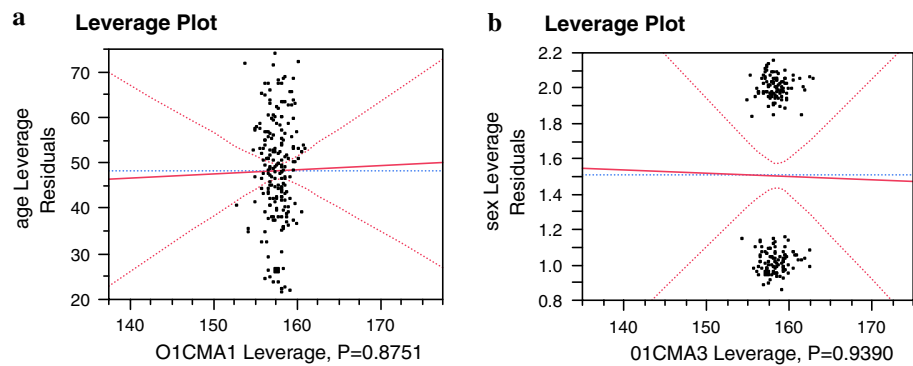 a
Leverage Plot
age Leverage
Residuals
70
60
50
40
30
20
140
150
160
170
O1CMA1 Leverage, P=0.8751
b
Leverage Plot
sex Leverage
Residuals
2.2
2.0
1.8
1.6
1.4
1.2
1.0
0.8
140
150
160
170
01CMA3 Leverage, P=0.9390